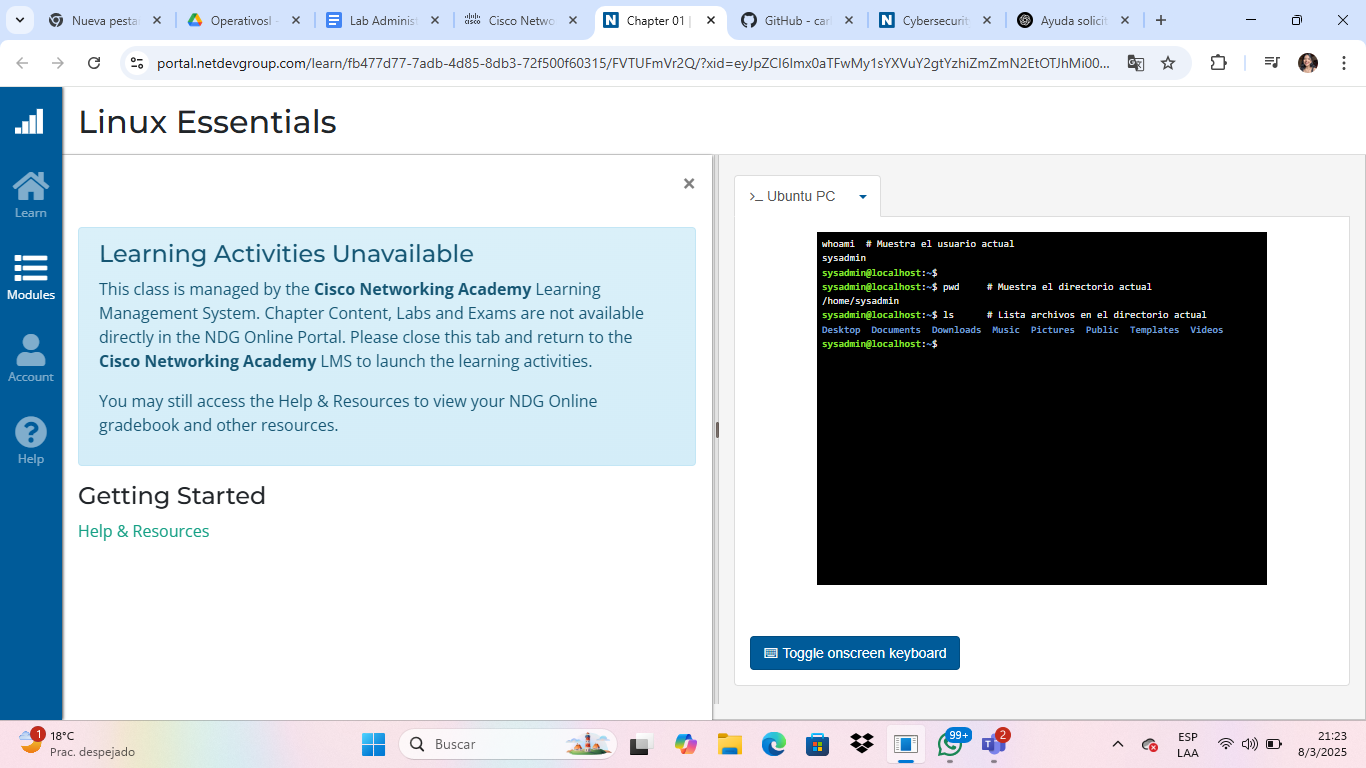 Nueva pesta
OperativosI -
Lab Administ
Cisco Netwo
Chapter 01 |
GitHub - carl
Cybersecurit
Ayuda solicit
portal.netdevgroup.com/learn/fb477d77-7adb-4d85-8db3-72f500f60315/FVTUFmVr2Q/?xid=eyJpZCI6Imx0aTFwMy1sYXVuY2gtYzhiZmZmN2EtOTJhMi00...
Linux Essentials
Learn
Modules
Account
Help
Learning Activities Unavailable
This class is managed by the Cisco Networking Academy Learning
Management System. Chapter Content, Labs and Exams are not available
directly in the NDG Online Portal. Please close this tab and return to the
Cisco Networking Academy LMS to launch the learning activities.
You may still access the Help & Resources to view your NDG Online
gradebook and other resources.
Getting Started
Help & Resources
>_ Ubuntu PC
whoami # Muestra el usuario actual
sysadmin
sysadmin@localhost:~$
sysadmin@localhost:~$ pwd # Muestra el directorio actual
/home/sysadmin
sysadmin@localhost:~$ ls # Lista archivos en el directorio actual
Desktop Documents Downloads Music Pictures Public Templates Videos
sysadmin@localhost:~$
Toggle onscreen keyboard
1
18°C
Prac. despejado
Buscar
99+
2
ESP
LAA
21:23
8/3/2025